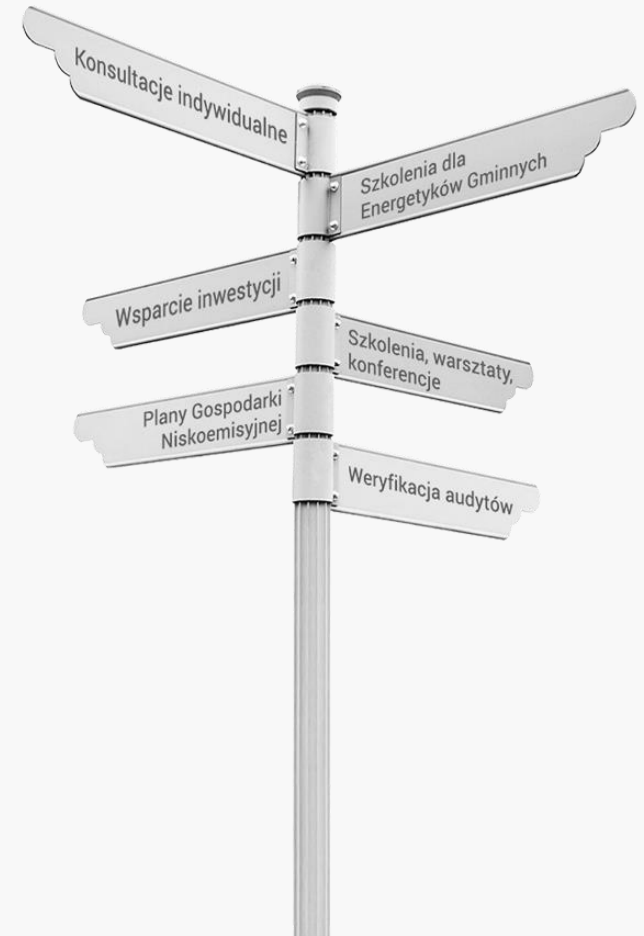 Konsultacje indywidualne
Szkolenia dla
Energetyków Gminnych
Wsparcie inwestycji
Szkolenia, warsztaty,
konferencje
Plany Gospodarki
Niskoemisyjnej
Weryfikacja audytów